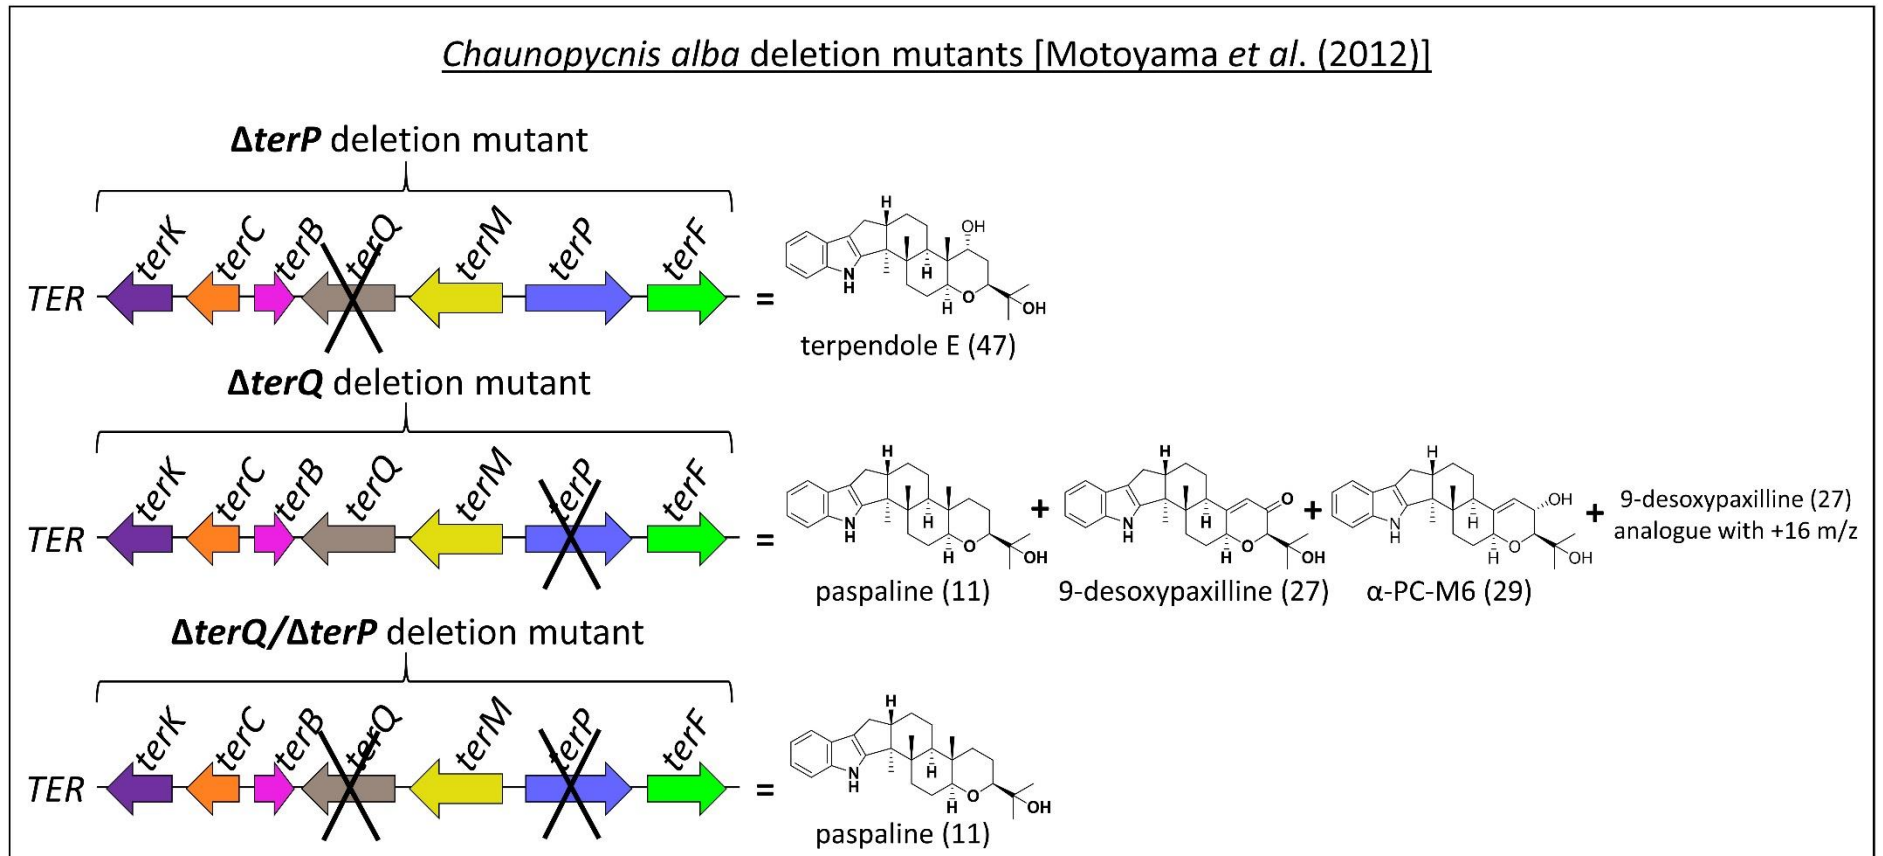 Chaunopycnis alba deletion mutants [Motoyama et al. (2012)]
ΔterP deletion mutant
terK terC terB terQ terM terP terF
TER =
H
OH
N
H
H
H
O
OH
terpendole E (47)
ΔterQ deletion mutant
terK terC terB terQ terM terP terF
TER =
H
N
H
H
H
O
OH
paspaline (11)
+
H
N
H
H
H
O
O
OH
9-desoxypaxilline (27)
+
H
N
H
H
H
O
OH
OH
α-PC-M6 (29)
+
9-desoxypaxilline (27)
analogue with +16 m/z
ΔterQ/ΔterP deletion mutant
terK terC terB terQ terM terP terF
TER =
H
N
H
H
H
O
OH
paspaline (11)